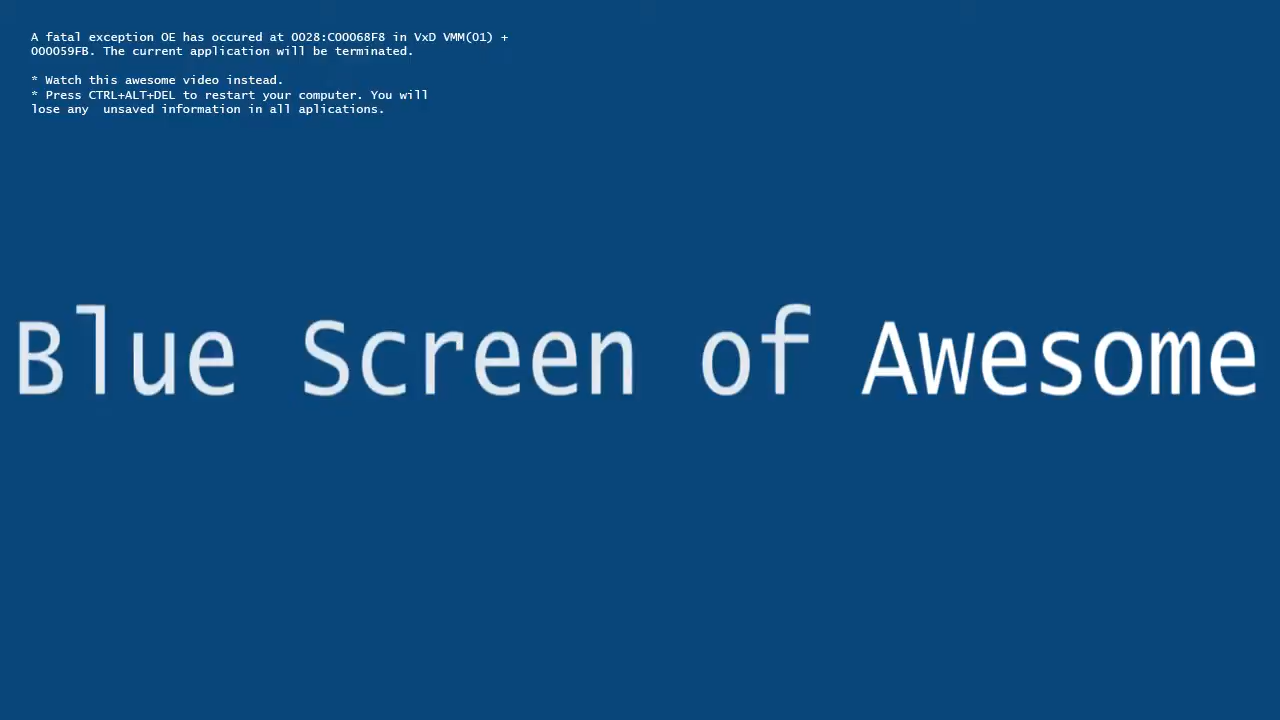 A fatal exception OE has occured at 0028:C00068F8 in VxD VMM(01) +
000059FB. The current application will be terminated.
* Watch this awesome video instead.
* Press CTRL+ALT+DEL to restart your computer. You will
lose any  unsaved information in all aplications.
Blue Screen of Awesome